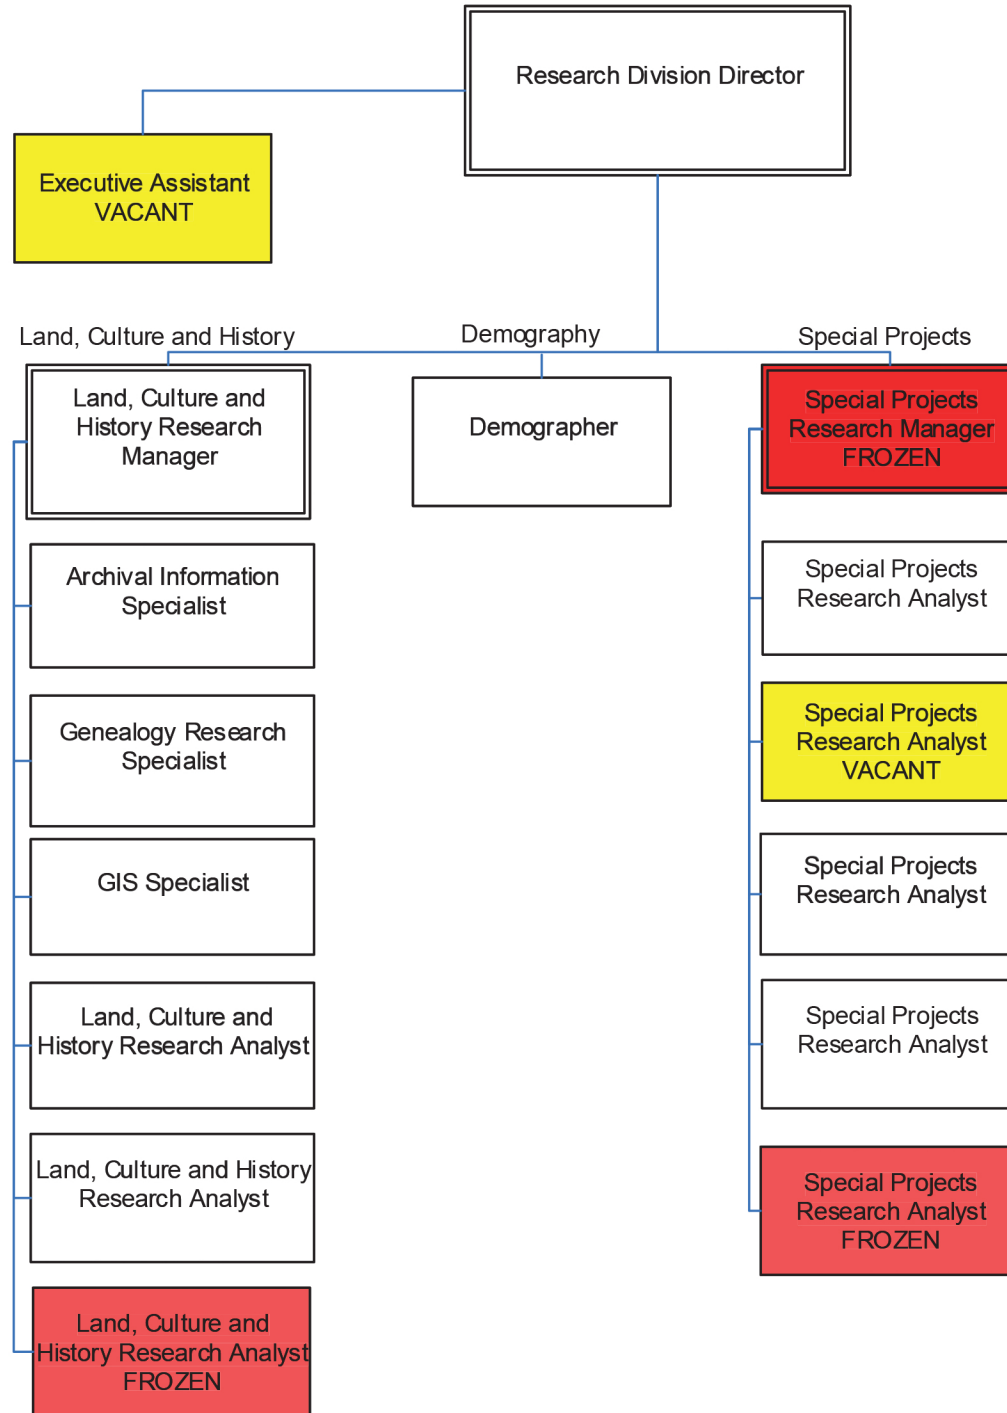 Research Division Director
Executive Assistant
VACANT
Land, Culture and History
Demography
Special Projects
Land, Culture and
History Research
Manager
Demographer
Special Projects
Research Manager
FROZEN
Archival Information
Specialist
Genealogy Research
Specialist
GIS Specialist
Land, Culture and
History Research Analyst
Land, Culture and History
Research Analyst
Land, Culture and
History Research Analyst
FROZEN
Special Projects
Research Analyst
Special Projects
Research Analyst
VACANT
Special Projects
Research Analyst
Special Projects
Research Analyst
Special Projects
Research Analyst
FROZEN